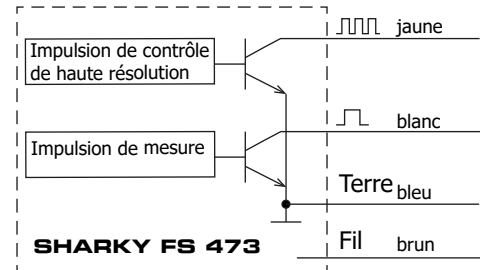 jaune
Impulsion de contrôle
de haute résolution
blanc
Impulsion de mesure
Terre bleu
SHARKY FS 473
Fil brun